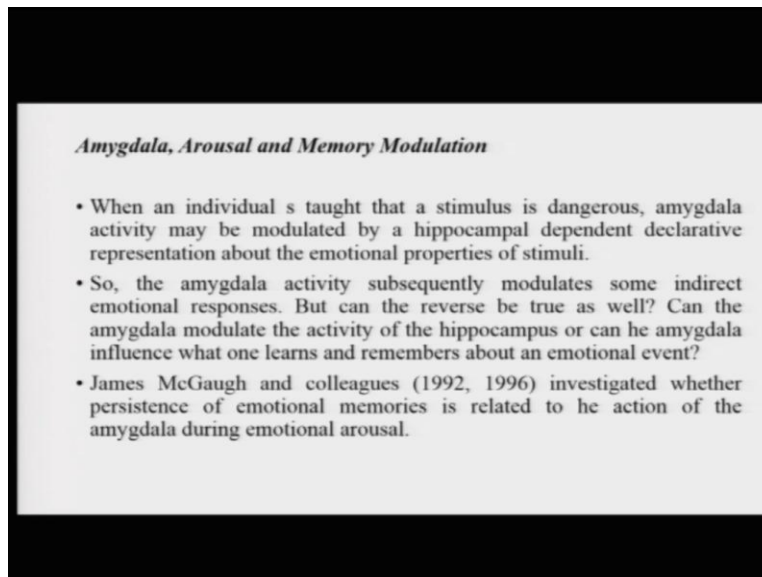 Amygdala, Arousal and Memory Modulation
• When an individual s taught that a stimulus is dangerous, amygdala
activity may be modulated by a hippocampal dependent declarative
representation about the emotional properties of stimuli.
• So, the amygdala activity subsequently modulates some indirect
emotional responses. But can the reverse be true as well? Can the
amygdala modulate the activity of the hippocampus or can he amygdala
influence what one learns and remembers about an emotional event?
• James McGaugh and colleagues (1992, 1996) investigated whether
persistence of emotional memories is related to he action of the
amygdala during emotional arousal.